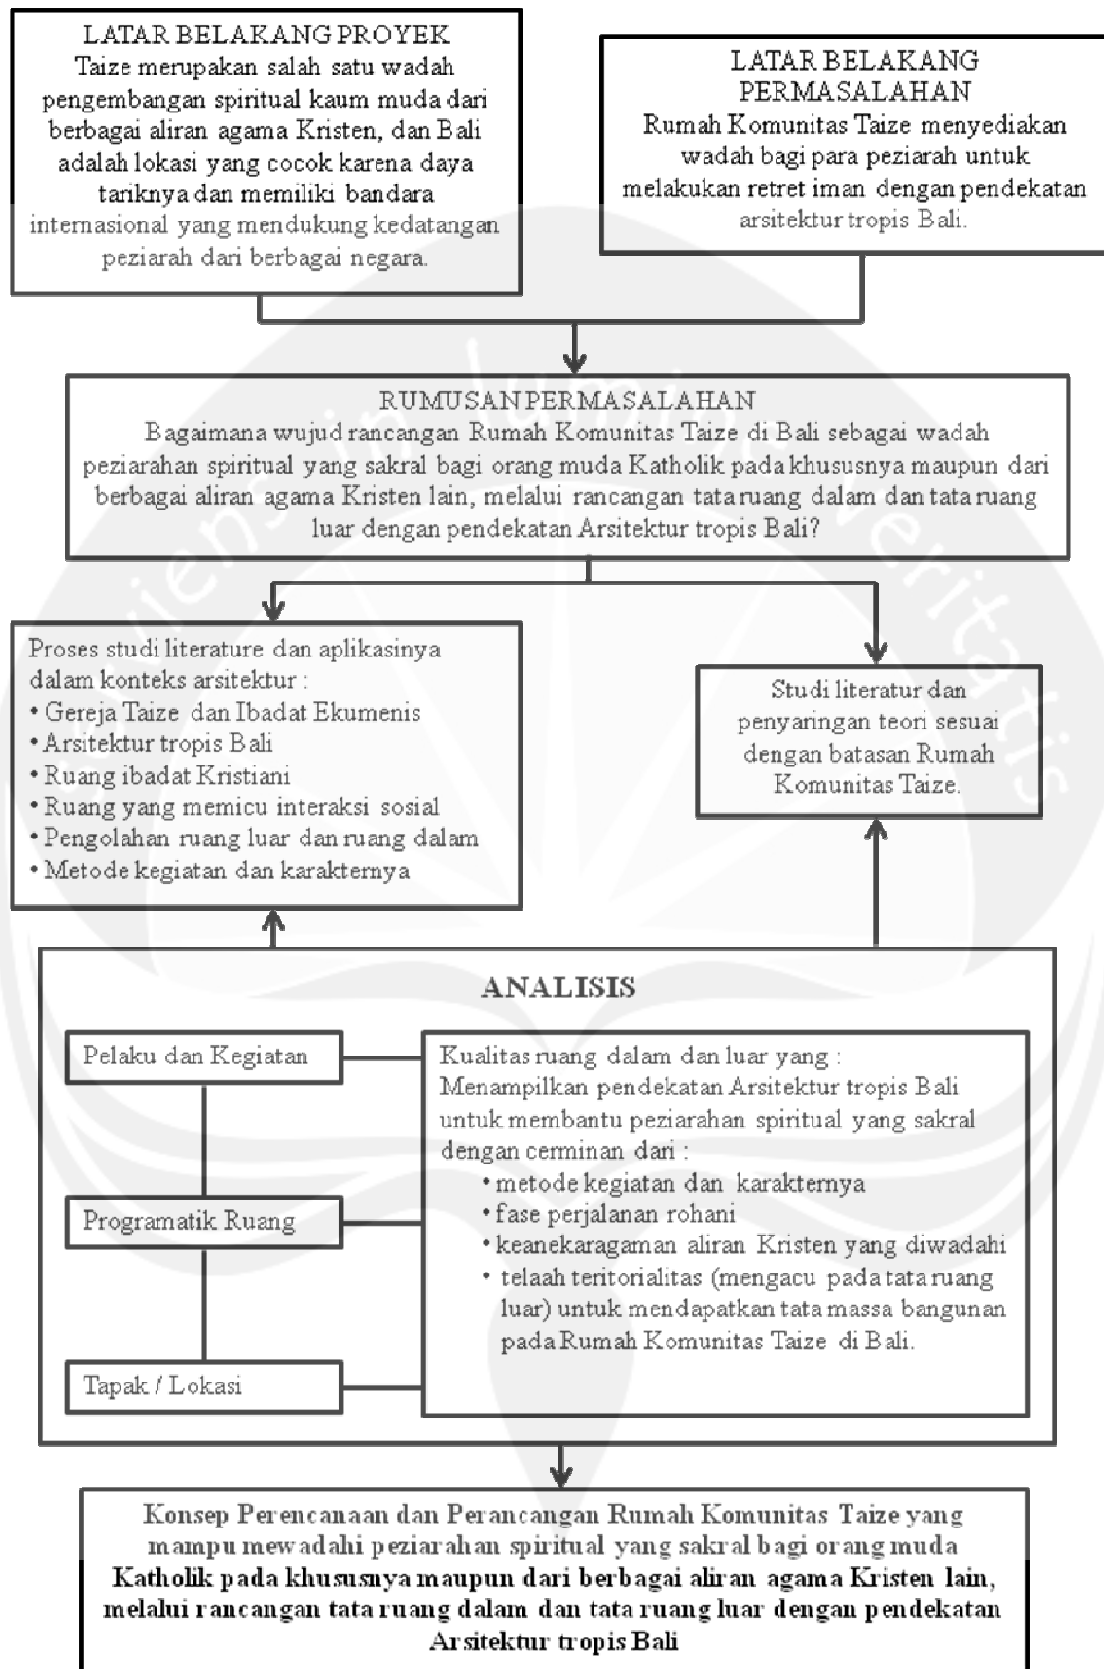 LATAR BELAKANG PROYEK
Taize merupakan salah satu wadah
pengembangan spiritual kaum muda dari
berbagai aliran agama Kristen, dan Bali
adalah lokasi yang cocok karena daya
tariknya dan memiliki bandara
internasional yang mendukung kedatangan
peziarah dari berbagai negara.
LATAR BELAKANG
PERMASALAHAN
Rumah Komunitas Taize menyediakan
wadah bagi para peziarah untuk
melakukan retret iman dengan pendekatan
arsitektur tropis Bali.
RUMUSAN PERMASALAHAN
Bagaimana wujud rancangan Rumah Komunitas Taize di Bali sebagai wadah
peziarahan spiritual yang sakral bagi orang muda Katholik pada khususnya maupun dari
berbagai aliran agama Kristen lain, melalui rancangan tata ruang dalam dan tata ruang
luar dengan pendekatan Arsitektur tropis Bali?
Proses studi literature dan aplikasinya
dalam konteks arsitektur :
• Gereja Taize dan Ibadat Ekumenis
• Arsitektur tropis Bali
• Ruang ibadat Kristiani
• Ruang yang memicu interaksi sosial
• Pengolahan ruang luar dan ruang dalam
• Metode kegiatan dan karakternya
Studi literatur dan
penyaringan teori sesuai
dengan batasan Rumah
Komunitas Taize.
ANALISIS
Pelaku dan Kegiatan
Programatik Ruang
Tapak / Lokasi
Kualitas ruang dalam dan luar yang :
Menampilkan pendekatan Arsitektur tropis Bali
untuk membantu peziarahan spiritual yang sakral
dengan cerminan dari :
• metode kegiatan dan karakternya
• fase perjalanan rohani
• keanekaragaman aliran Kristen yang diwadahi
• telaah teritorialitas (mengacu pada tata ruang
luar) untuk mendapatkan tata massa bangunan
pada Rumah Komunitas Taize di Bali.
Konsep Perencanaan dan Perancangan Rumah Komunitas Taize yang
mampu mewadahi peziarahan spiritual yang sakral bagi orang muda
Katholik pada khususnya maupun dari berbagai aliran agama Kristen lain,
melalui rancangan tata ruang dalam dan tata ruang luar dengan pendekatan
Arsitektur tropis Bali
serviens in lumine veritatis